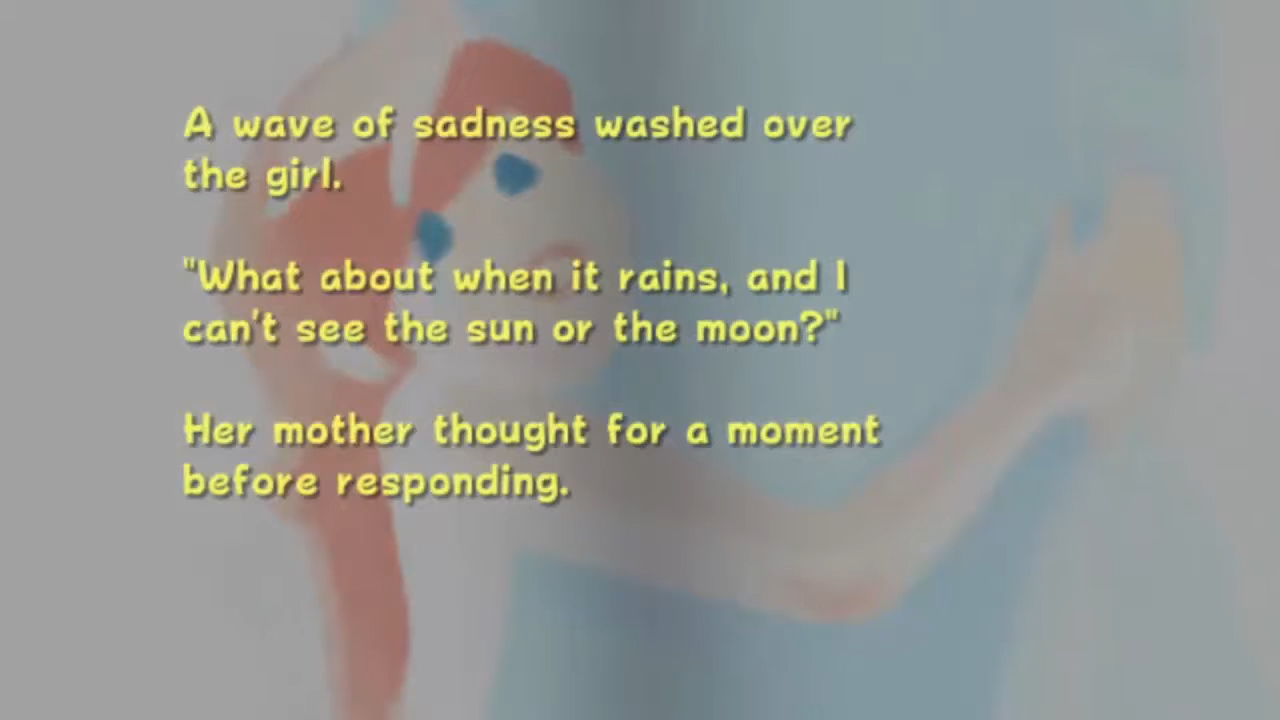 A wave of sadness washed over
the girl.
"What about when it rains, and I
can't see the sun or the moon?"
Her mother thought for a moment
before responding.